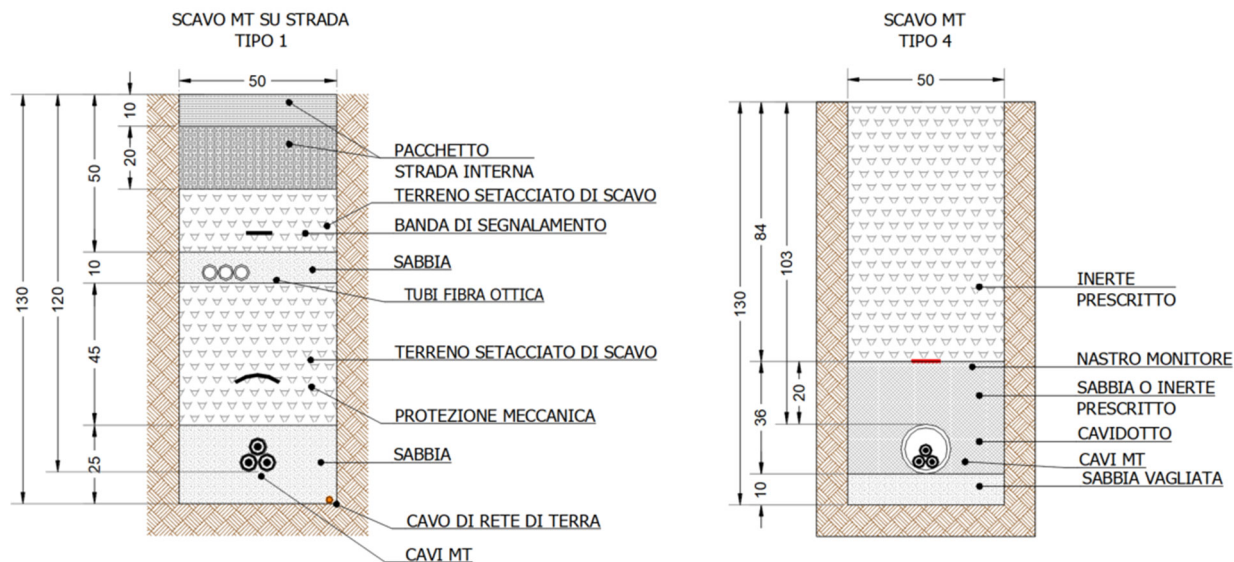 SCAVO MT SU STRADA
TIPO 1
50
10
20
50
10
130
120
45
25
PACCHETTO
STRADA INTERNA
TERRENO SETACCIATO DI SCAVO
BANDA DI SEGNALAMENTO
SABBIA
TUBI FIBRA OTTICA
TERRENO SETACCIATO DI SCAVO
PROTEZIONE MECCANICA
SABBIA
CAVO DI RETE DI TERRA
CAVI MT
SCAVO MT
TIPO 4
50
84
103
130
36
20
10
INERTE
PRESCRITTO
NASTRO MONITORE
SABBIA O INERTE
PRESCRITTO
CAVIDOTTO
CAVI MT
SABBIA VAGLIATA